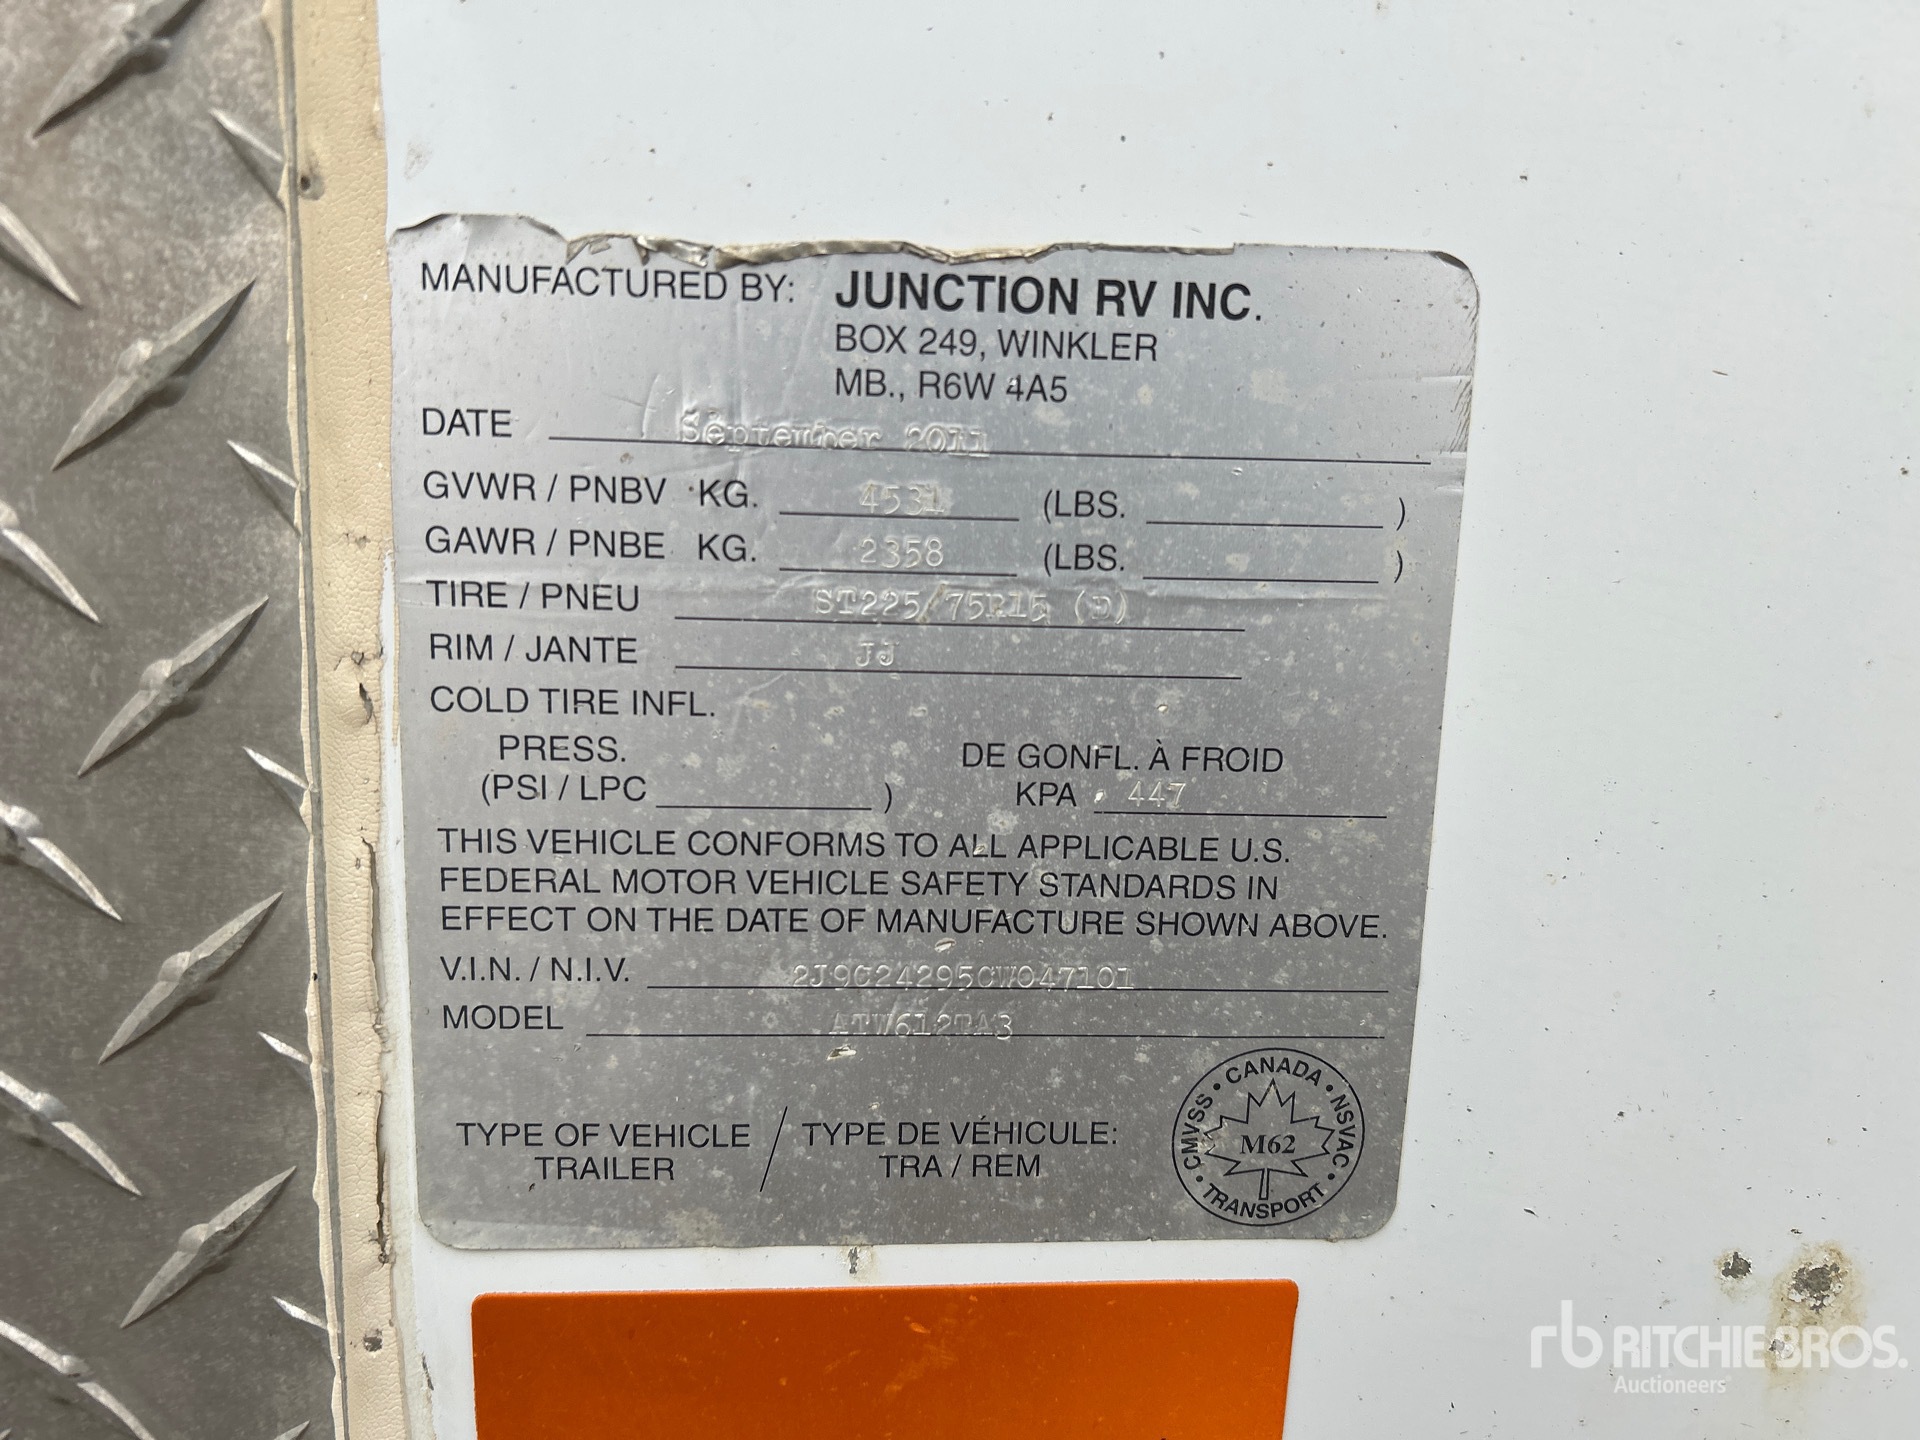 MANUFACTURED BY: JUNCTION RV INC.
BOX 249, WINKLER
MB., R6W 4A5
DATE September 2011
GVWR / PNBV KG. 4531 (LBS. )
GAWR / PNBE KG. 2358 (LBS. )
TIRE / PNEU ST225/75R15 (D)
RIM / JANTE JJ
COLD TIRE INFL.
PRESS. DE GONFL. À FROID
(PSI / LPC ) KPA 447
THIS VEHICLE CONFORMS TO ALL APPLICABLE U.S.
FEDERAL MOTOR VEHICLE SAFETY STANDARDS IN
EFFECT ON THE DATE OF MANUFACTURE SHOWN ABOVE.
V.I.N. / N.I.V. 2J9C24295CW047101
MODEL ATW612TA3
TYPE OF VEHICLE / TYPE DE VÉHICULE:
TRAILER TRA / REM
CANADA • NSVAC • TRANSPORT • CMVSS •
M62
rb RITCHIE BROS.
Auctioneers